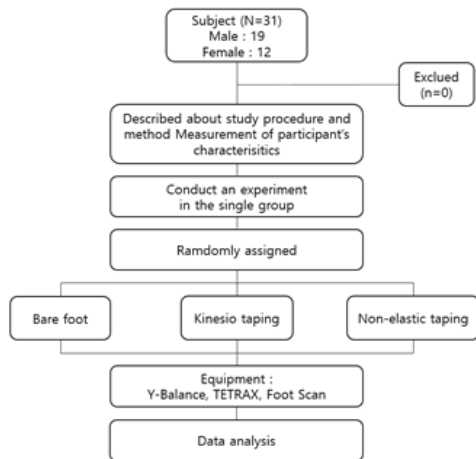 Subject (N=31)
Male : 19
Female : 12
Exclued
(n=0)
Described about study procedure and
method Measurement of participant's
characterisitics
Conduct an experiment
in the single group
Ramdomly assigned
Bare foot
Kinesio taping
Non-elastic taping
Equipment :
Y-Balance, TETRAX, Foot Scan
Data analysis